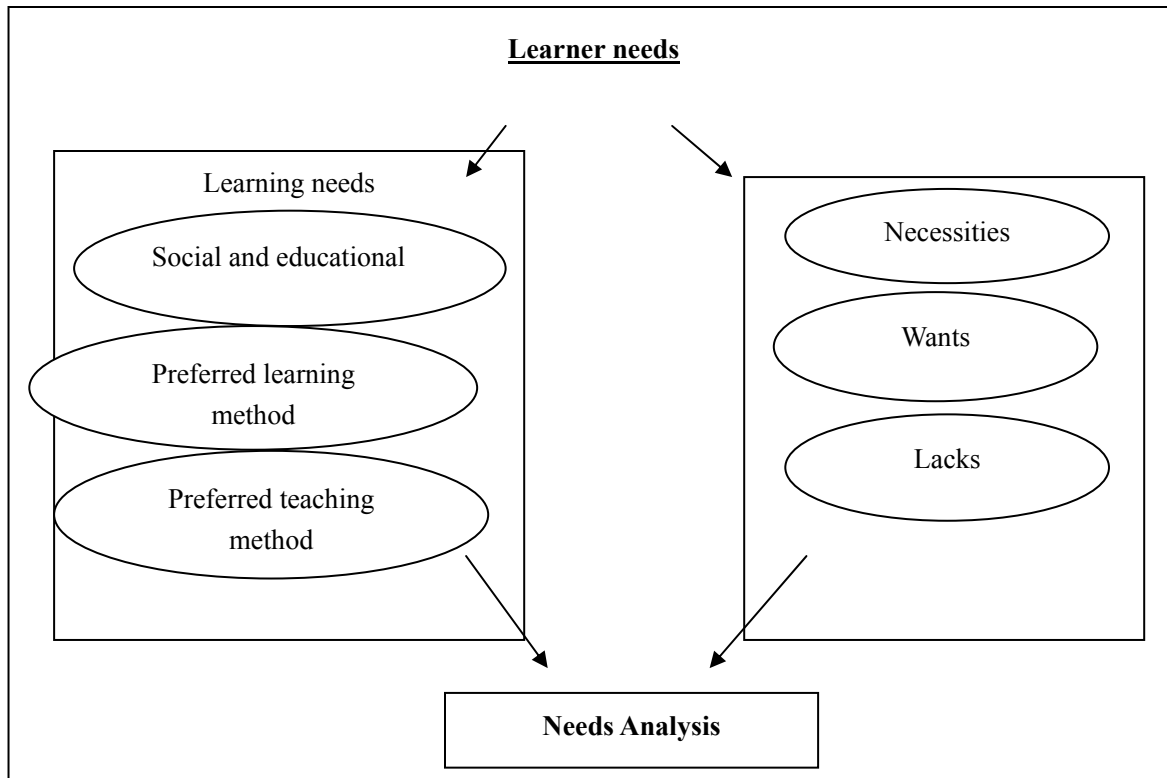 Learner needs
Learning needs
Social and educational
Preferred learning
method
Preferred teaching
method
Necessities
Wants
Lacks
Needs Analysis